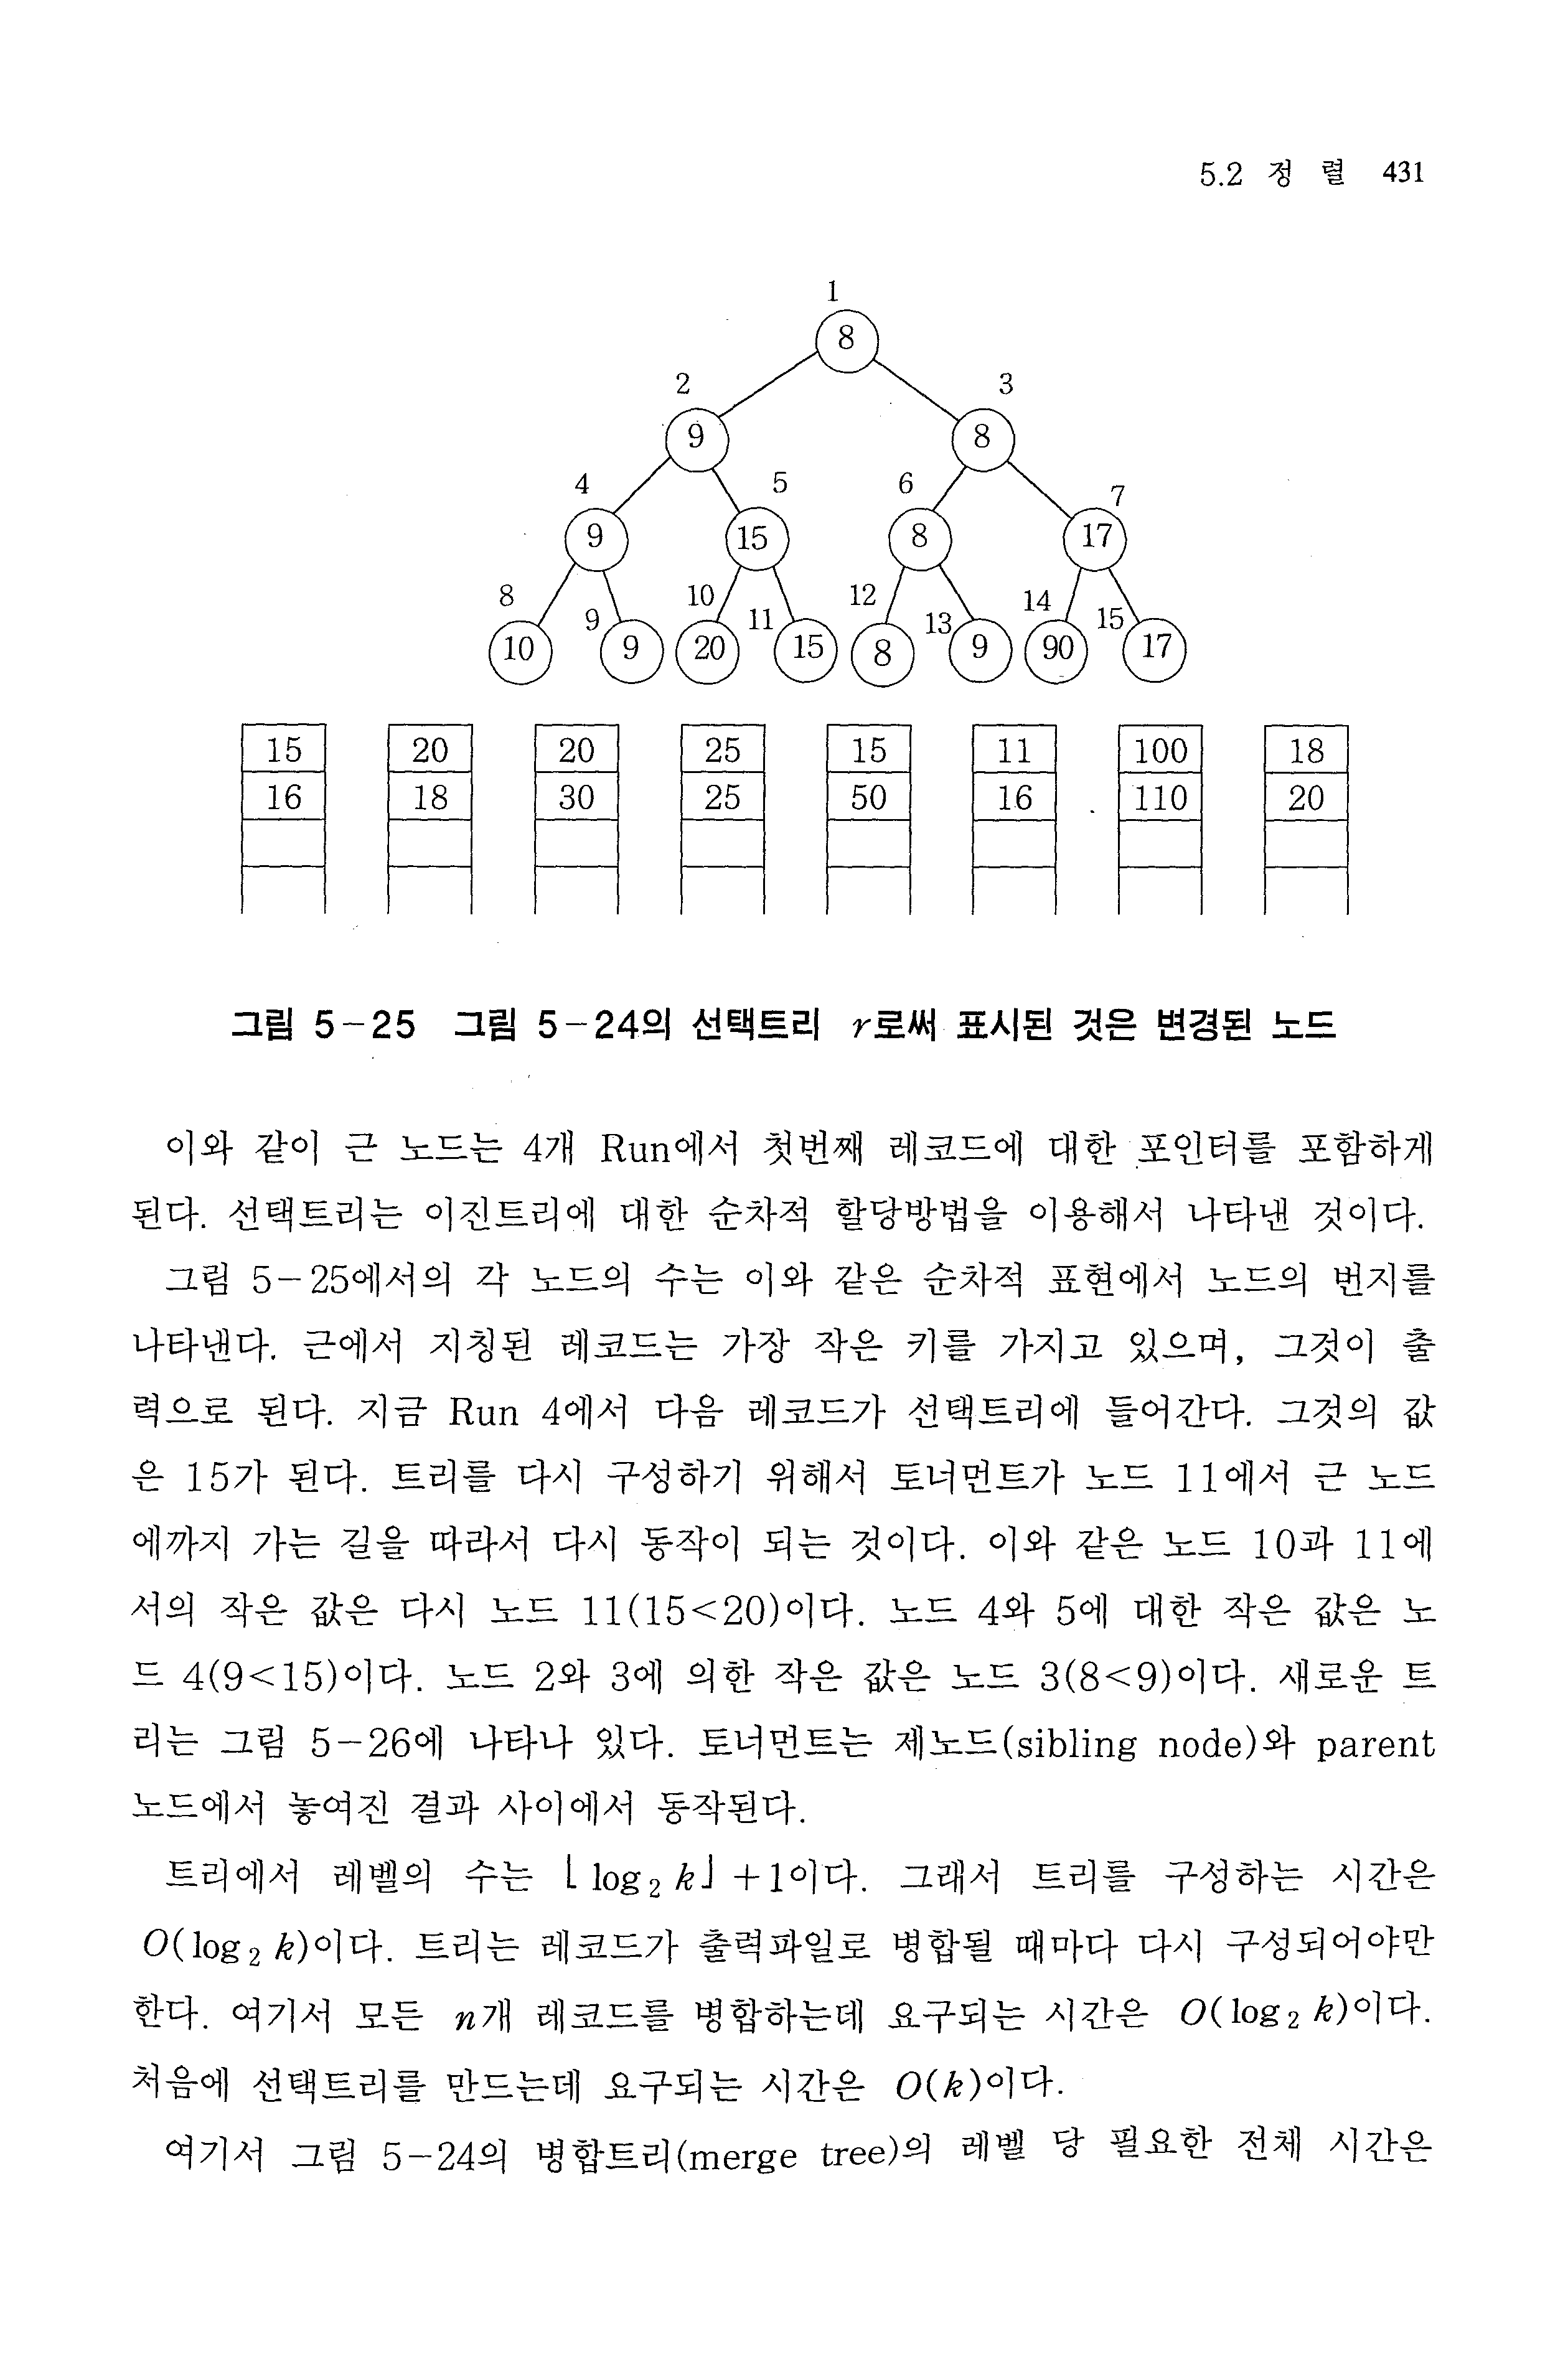 5.2 정 렬 431
1
8
2 3
9 8
4 5 6 7
9 15 8 17
8 9 10 11 12 13 14 15
10 9 20 15 8 9 90 17
15 20 20 25 15 11 100 18
16 18 30 25 50 16 110 20
그림 5-25 그림 5-24의 선택트리 r로써 표시된 것은 변경된 노드
이와 같이 근 노드는 4개 Run에서 첫번째 레코드에 대한 포인터를 포함하게
된다. 선택트리는 이진트리에 대한 순차적 할당방법을 이용해서 나타낸 것이다.
그림 5-25에서의 각 노드의 수는 이와 같은 순차적 표현에서 노드의 번지를
나타낸다. 근에서 지칭된 레코드는 가장 작은 키를 가지고 있으며, 그것이 출
력으로 된다. 지금 Run 4에서 다음 레코드가 선택트리에 들어간다. 그것의 값
은 15가 된다. 트리를 다시 구성하기 위해서 토너먼트가 노드 11에서 근 노드
에까지 가는 길을 따라서 다시 동작이 되는 것이다. 이와 같은 노드 10과 11에
서의 작은 값은 다시 노드 11(15<20)이다. 노드 4와 5에 대한 작은 값은 노
드 4(9<15)이다. 노드 2와 3에 의한 작은 값은 노드 3(8<9)이다. 새로운 트
리는 그림 5-26에 나타나 있다. 토너먼트는 제노드(sibling node)와 parent
노드에서 놓여진 결과 사이에서 동작된다.
트리에서 레벨의 수는 ⌊log₂ k⌋+1이다. 그래서 트리를 구성하는 시간은
O(log₂ k)이다. 트리는 레코드가 출력파일로 병합될 때마다 다시 구성되어야만
한다. 여기서 모든 n개 레코드를 병합하는데 요구되는 시간은 O(log₂ k)이다.
처음에 선택트리를 만드는데 요구되는 시간은 O(k)이다.
여기서 그림 5-24의 병합트리(merge tree)의 레벨 당 필요한 전체 시간은